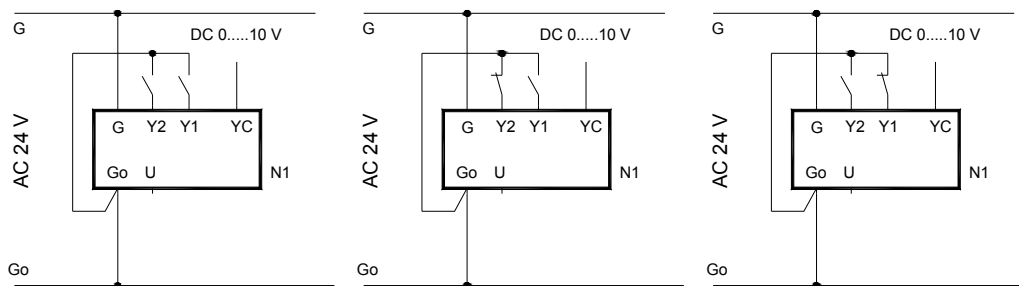 G
DC 0.....10 V
AC 24 V
G Y2 Y1 YC
Go U
N1
Go
G
DC 0.....10 V
AC 24 V
G Y2 Y1 YC
Go U
N1
Go
G
DC 0.....10 V
AC 24 V
G Y2 Y1 YC
Go U
N1
Go